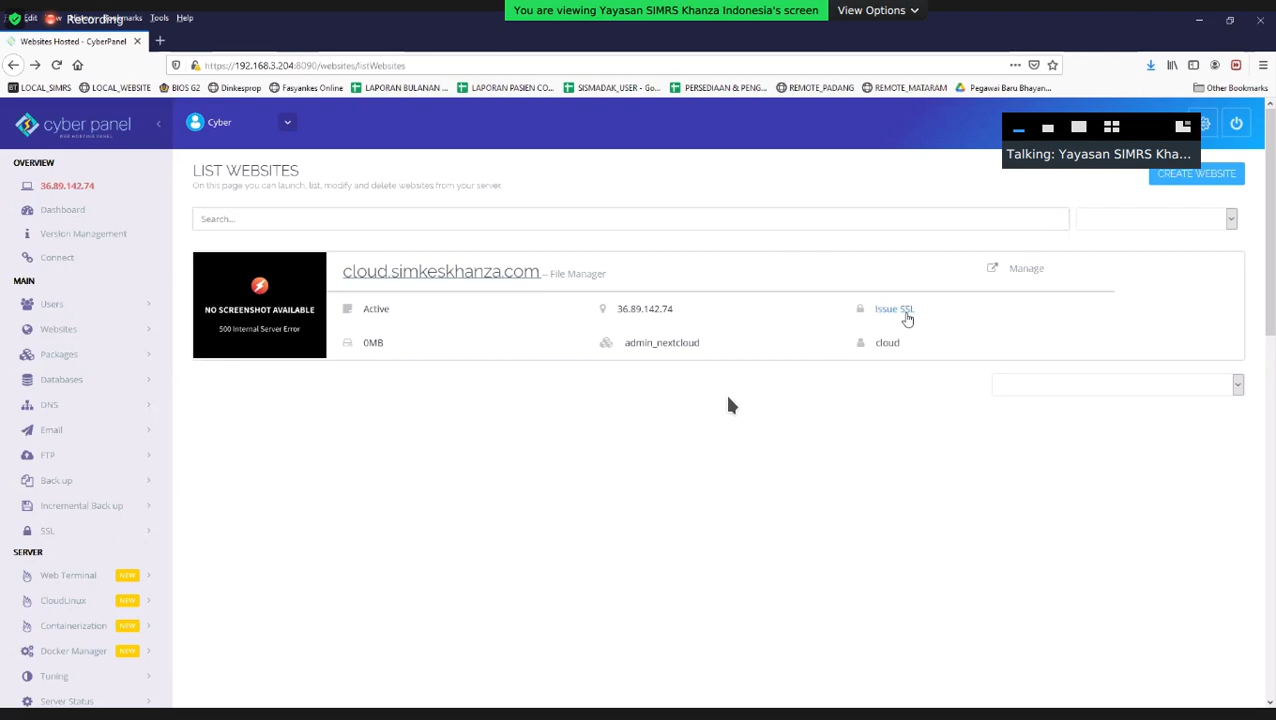 You are viewing Yayasan SIMRS Khanza Indonesia's screen
View Options
Edit
Recording
Bookmarks
Tools
Help
Websites Hosted - CyberPanel
https://192.168.3.204:8090/websites/listWebsites
LOCAL_SIMRS
LOCAL_WEBSITE
BIOS G2
Dinkesprop
Fasyankes Online
LAPORAN BULANAN ...
LAPORAN PASIEN CO...
SISMADAK_USER - Go...
PERSEDIAAN & PENG...
REMOTE_PADANG
REMOTE_MATARAM
Pegawai Baru Bhayan...
Other Bookmarks
cyber panel
WEB HOSTING PANEL
Cyber
Talking: Yayasan SIMRS Kha...
OVERVIEW
36.89.142.74
Dashboard
Version Management
Connect
MAIN
Users
Websites
Packages
Databases
DNS
Email
FTP
Back up
Incremental Back up
SSL
SERVER
Web Terminal NEW
CloudLinux NEW
Containerization NEW
Docker Manager NEW
Tuning
Server Status
LIST WEBSITES
On this page you can launch, list, modify and delete websites from your server.
CREATE WEBSITE
Search...
NO SCREENSHOT AVAILABLE
500 Internal Server Error
cloud.simkeskhanza.com -- File Manager
Manage
Active
36.89.142.74
Issue SSL
0MB
admin_nextcloud
cloud